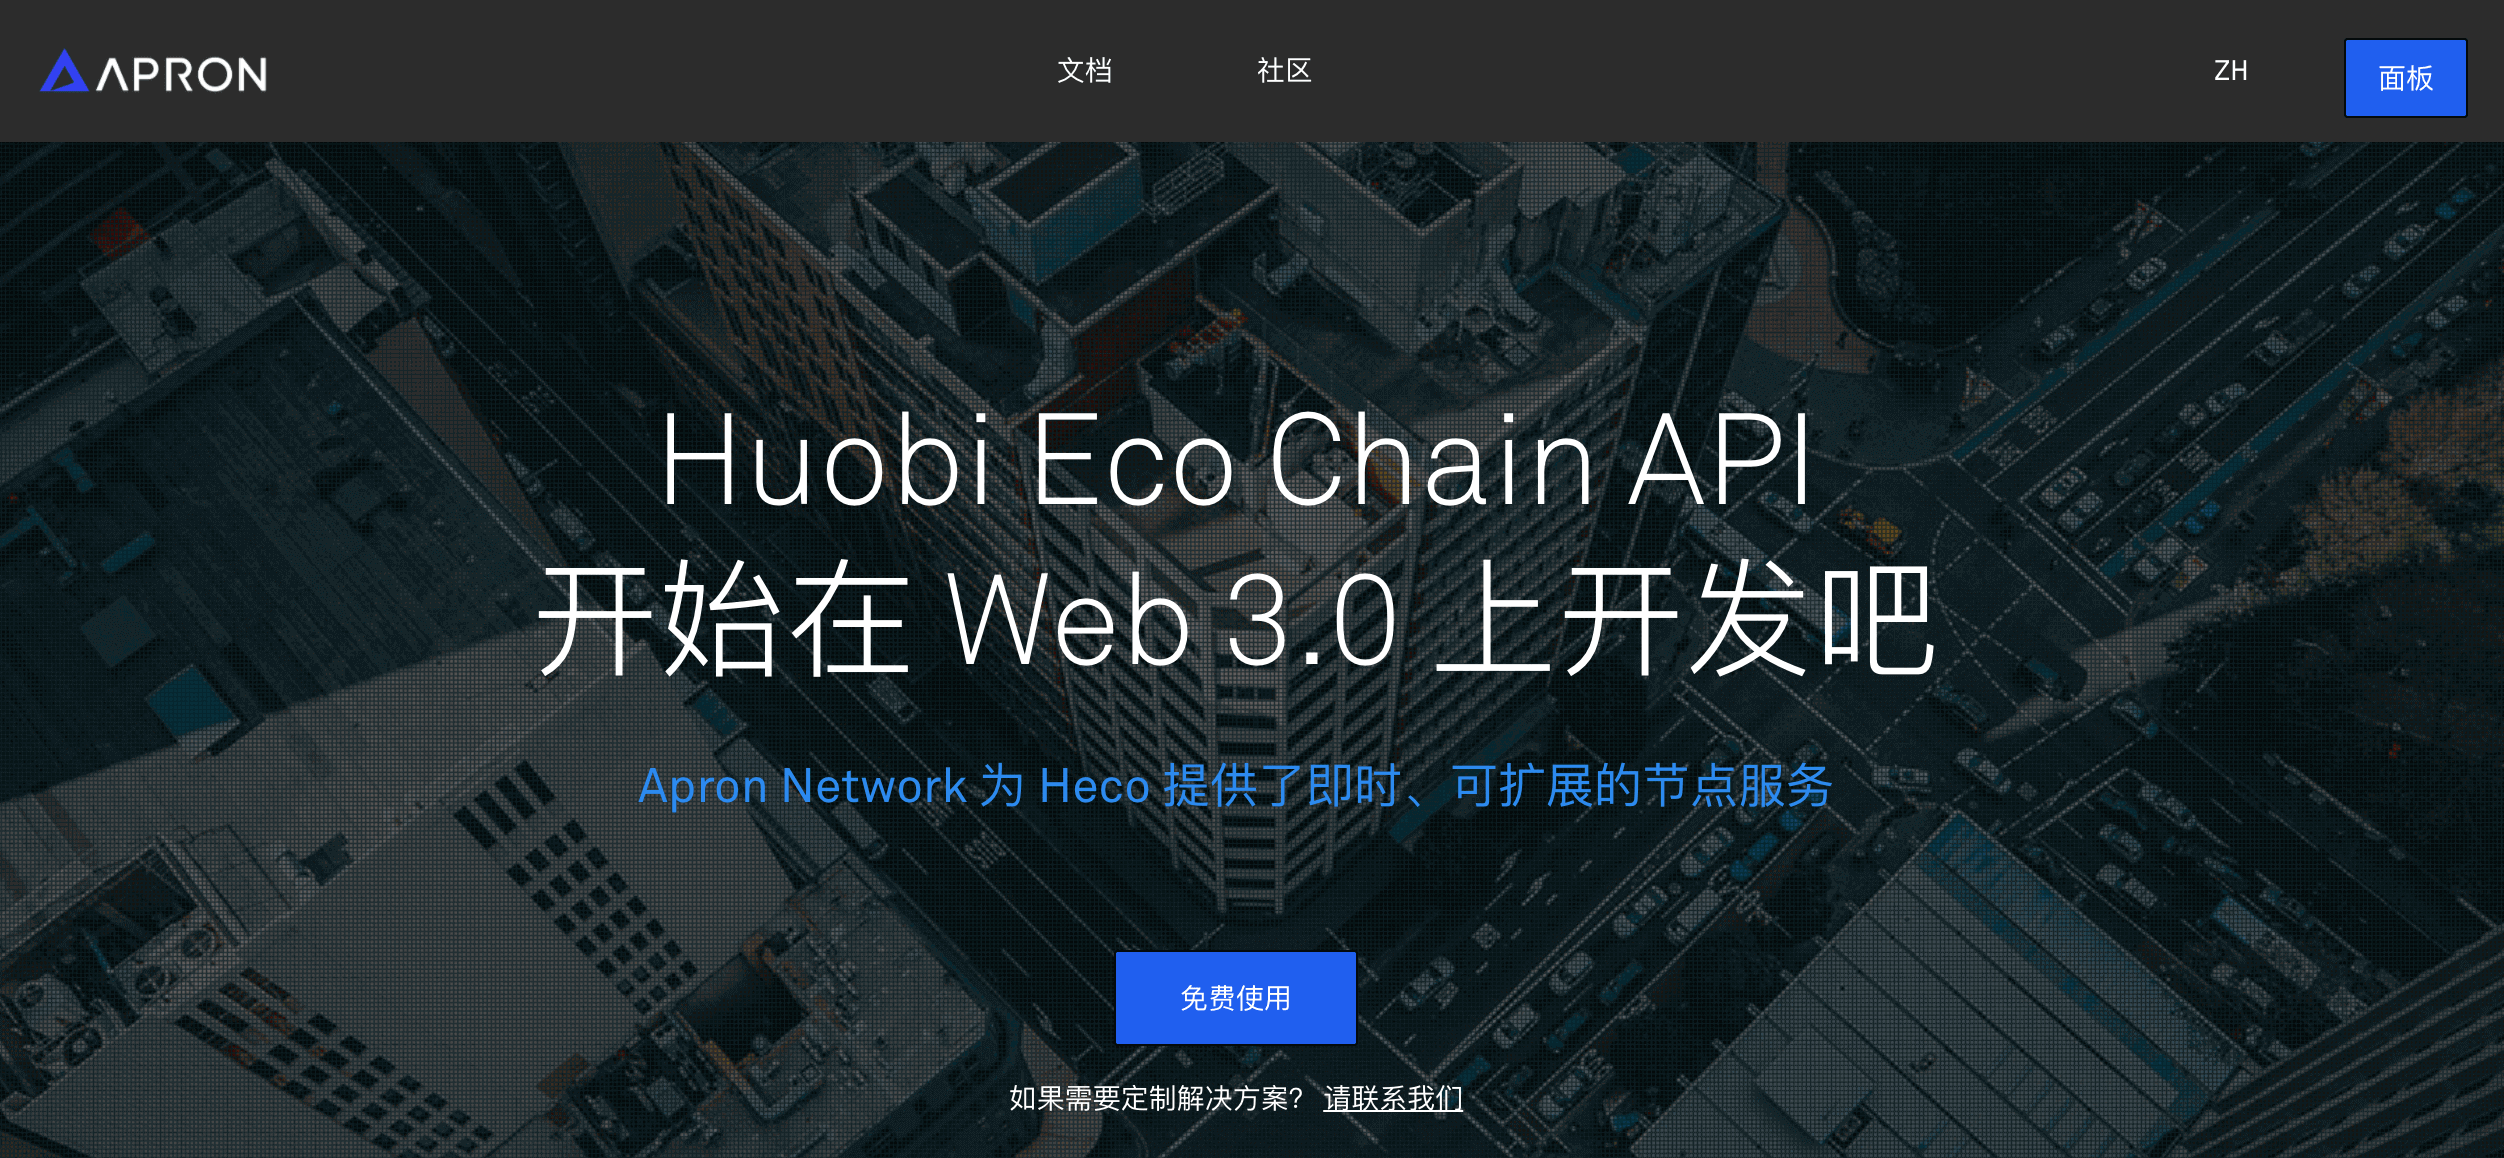 APRON
文档
社区
ZH
面板
Huobi Eco Chain API
开始在 Web 3.0 上开发吧
Apron Network 为 Heco 提供了即时、可扩展的节点服务
免费使用
如果需要定制解决方案? 请联系我们